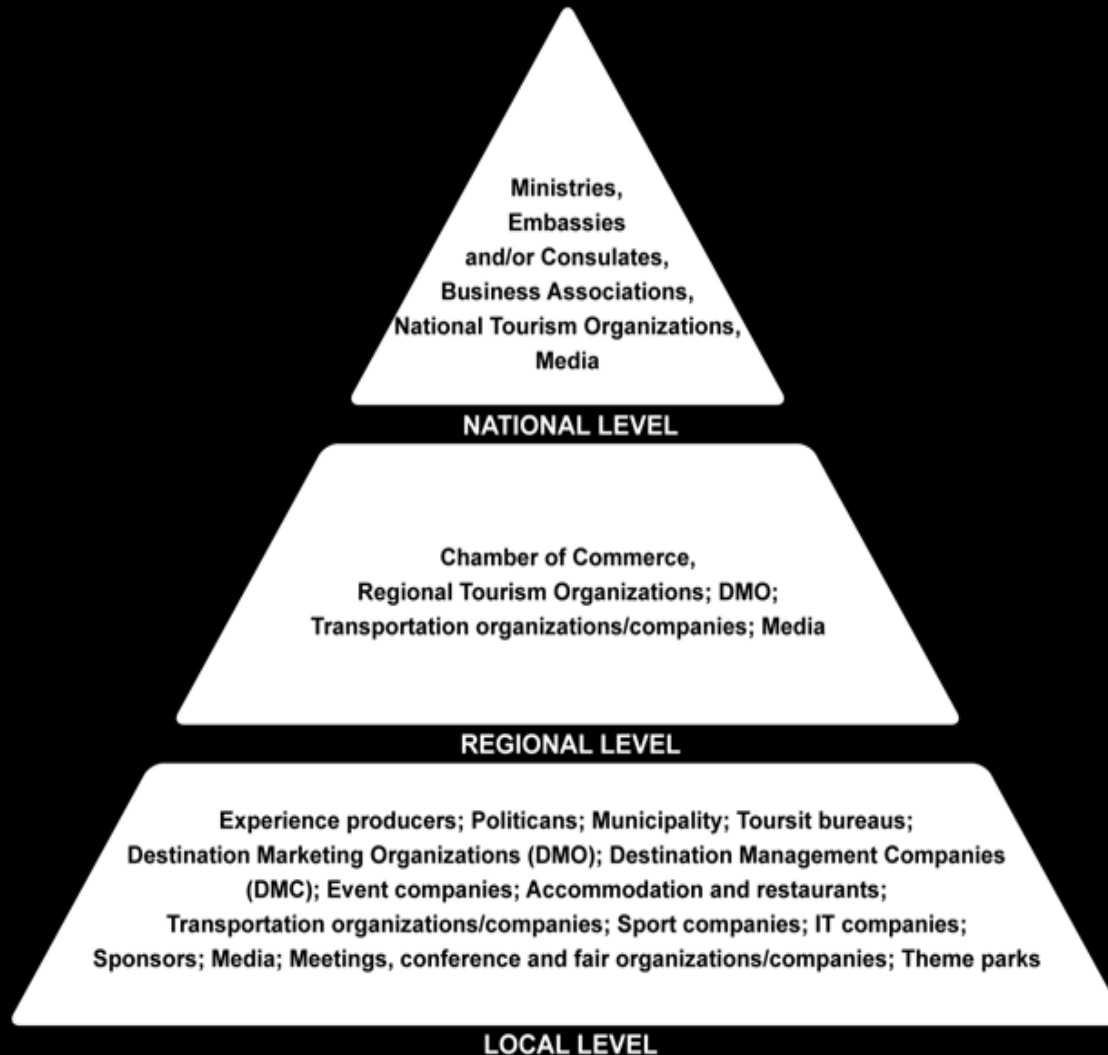 Ministries,
Embassies
and/or Consulates,
Business Associations,
National Tourism Organizations,
Media
NATIONAL LEVEL
Chamber of Commerce,
Regional Tourism Organizations; DMO;
Transportation organizations/companies; Media
REGIONAL LEVEL
Experience producers; Politicans; Municipality; Toursit bureaus;
Destination Marketing Organizations (DMO); Destination Management Companies
(DMC); Event companies; Accommodation and restaurants;
Transportation organizations/companies; Sport companies; IT companies;
Sponsors; Media; Meetings, conference and fair organizations/companies; Theme parks
LOCAL LEVEL